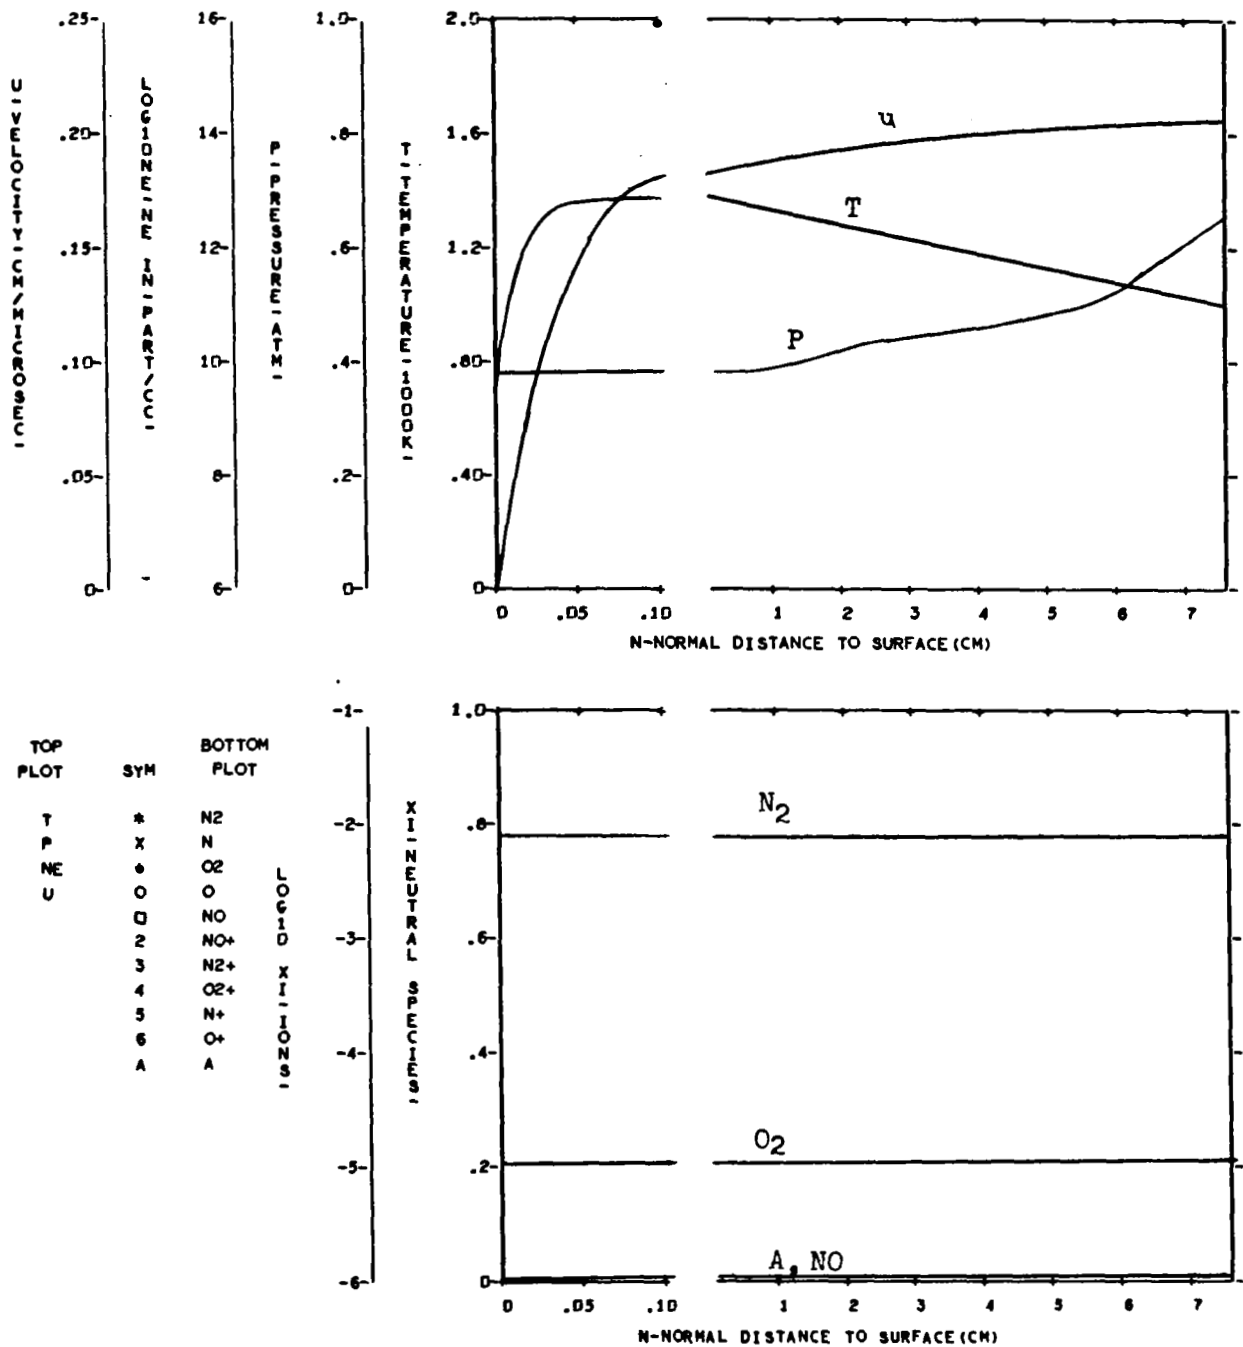 .25- 16- 1.0- 2.0-
.20- 14- .8- 1.6-
.15- 12- .6- 1.2-
.10- 10- .4- .80-
.05- 8- .2- .40-
0- 6- 0- 0-
U-VELOCITY-CM/MICROSEC-
LOG10NE-NE IN-PART/CC-
P-PRESSURE-ATM-
T-TEMPERATURE-1000K-
u
T
P
0 .05 .10 1 2 3 4 5 6 7
N-NORMAL DISTANCE TO SURFACE(CM)
TOP PLOT SYM BOTTOM PLOT
T * N2
P X N
NE • O2
U O O
□ NO
2 NO+
3 N2+
4 O2+
5 N+
6 O+
A A
LOG10 XI-IONS-
-1- 1.0-
-2- .8-
-3- .6-
-4- .4-
-5- .2-
-6- 0-
XI-NEUTRAL SPECIES-
N2
O2
A, NO
0 .05 .10 1 2 3 4 5 6 7
N-NORMAL DISTANCE TO SURFACE(CM)